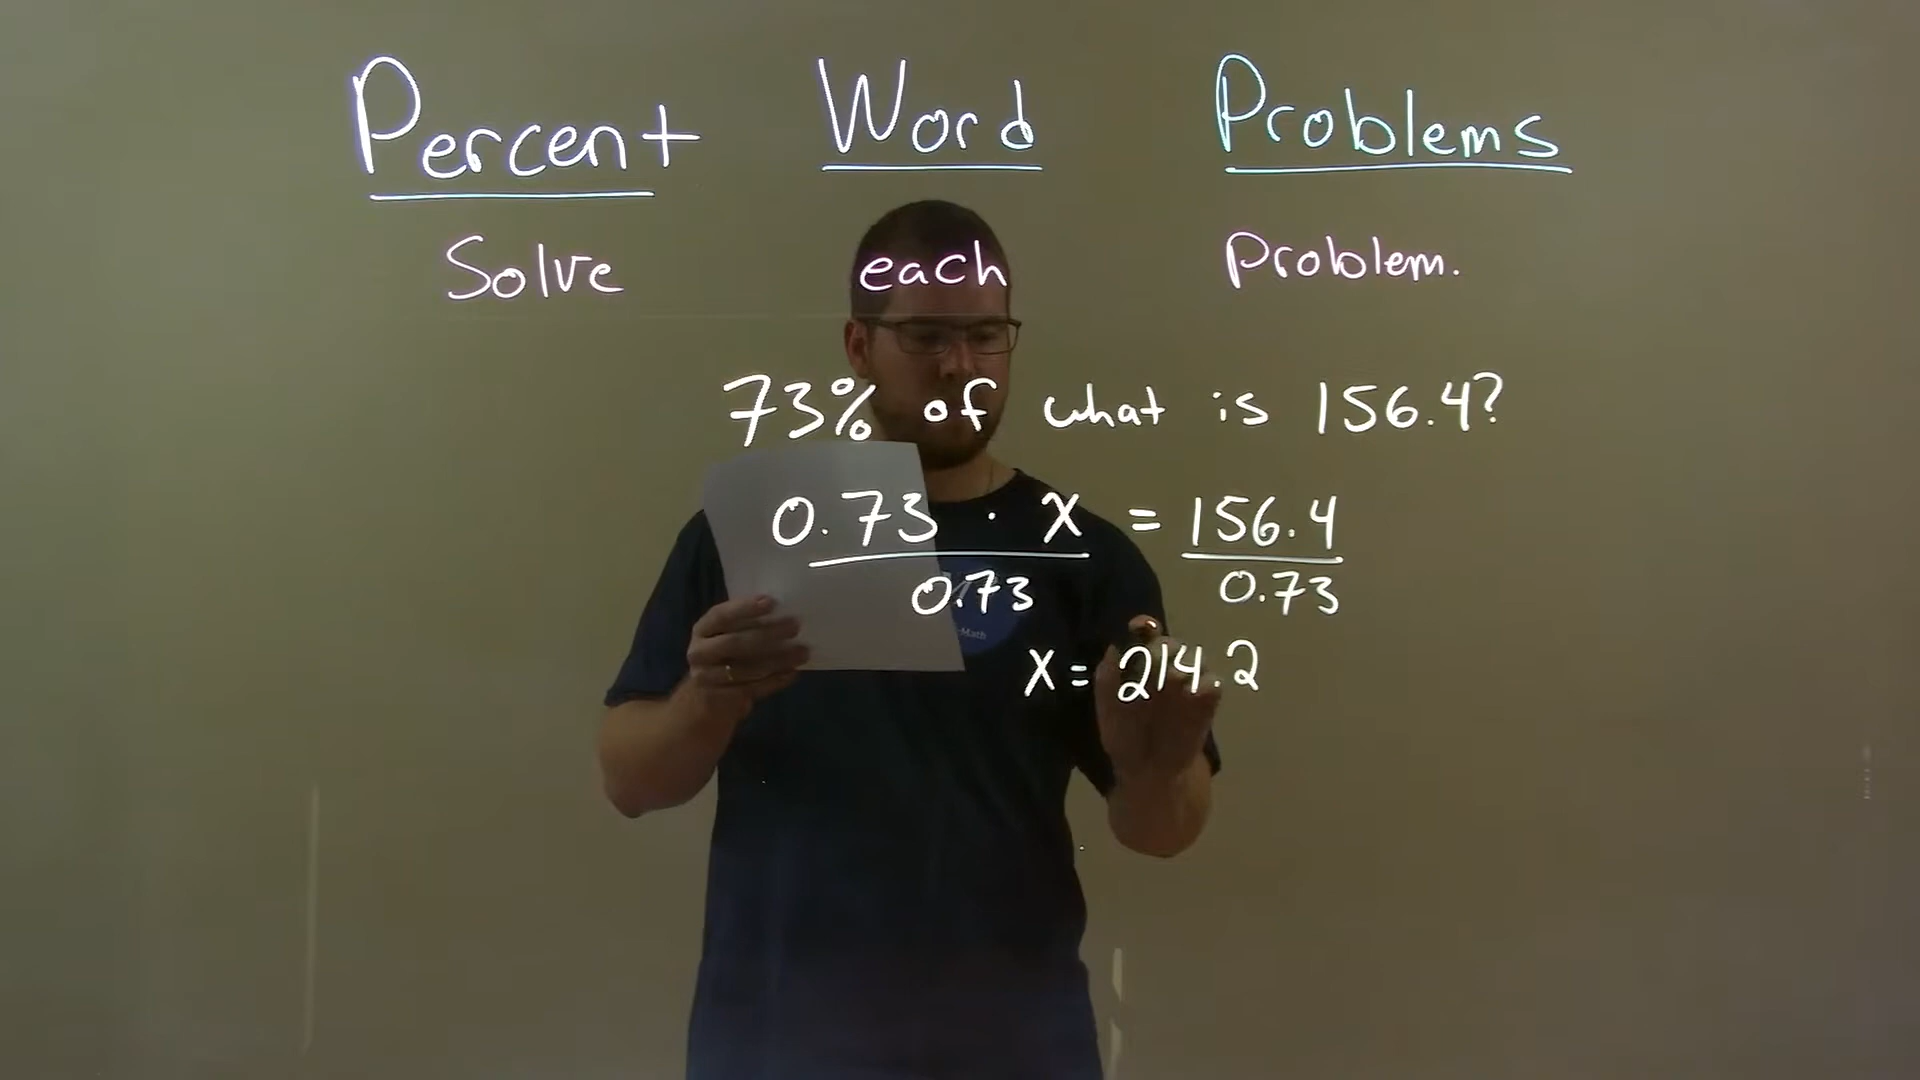 Percent Word Problems
Solve each problem.
73% of what is 156.4?
0.73 · x = 156.4
0.73 0.73
Math
x = 214.2